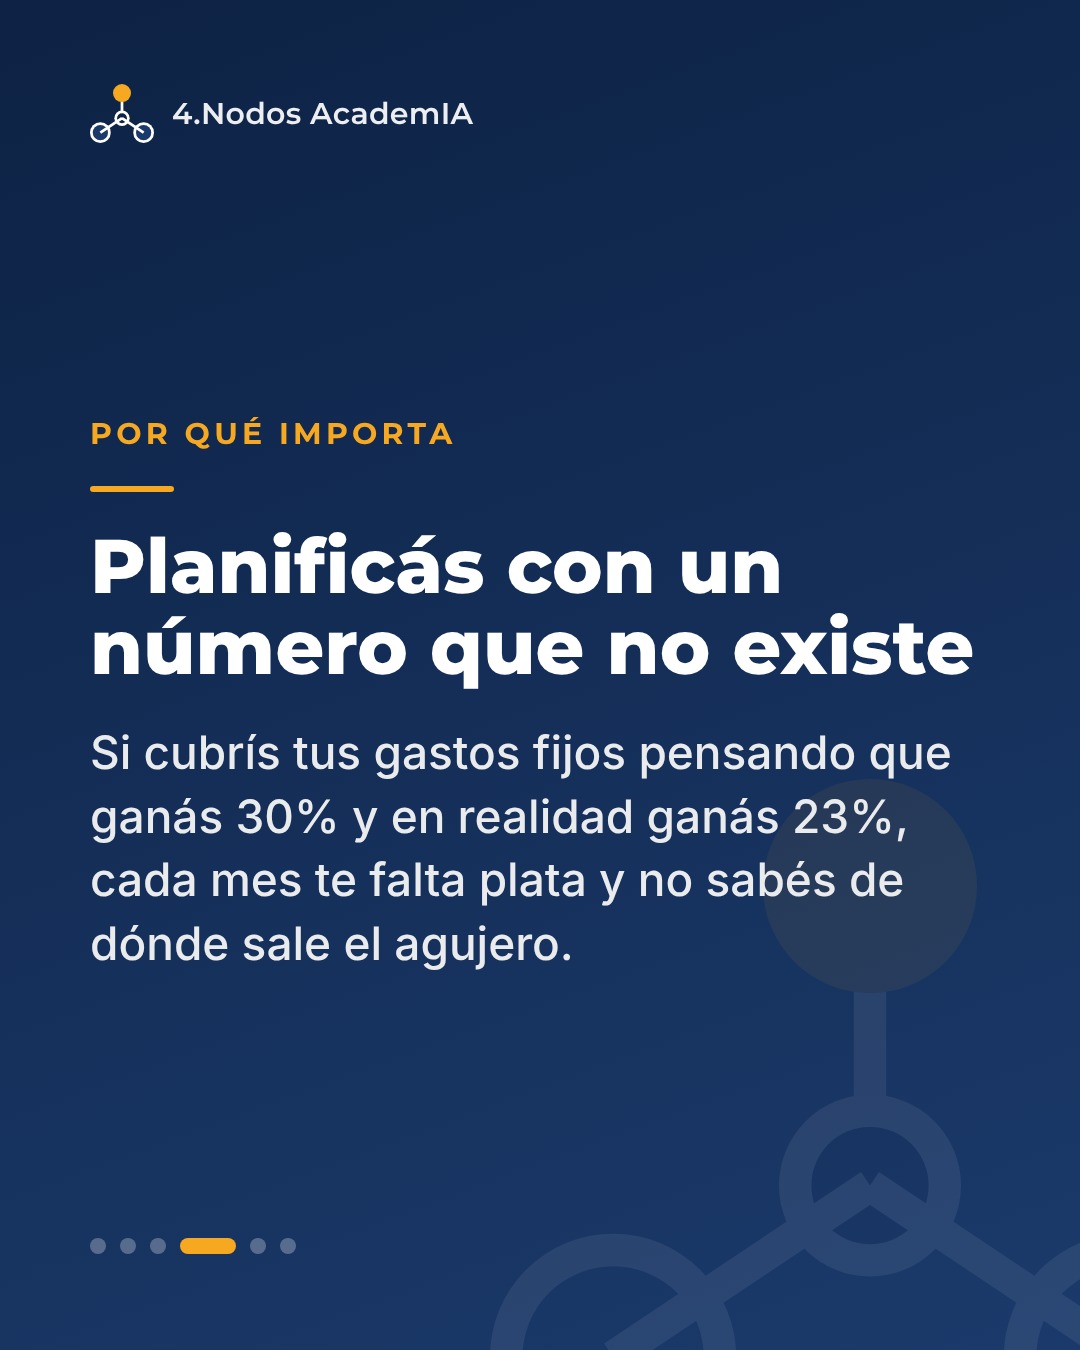 4.Nodos AcademIA
POR QUÉ IMPORTA
Planificás con un
número que no existe
Si cubrís tus gastos fijos pensando que
ganás 30% y en realidad ganás 23%,
cada mes te falta plata y no sabés de
dónde sale el agujero.